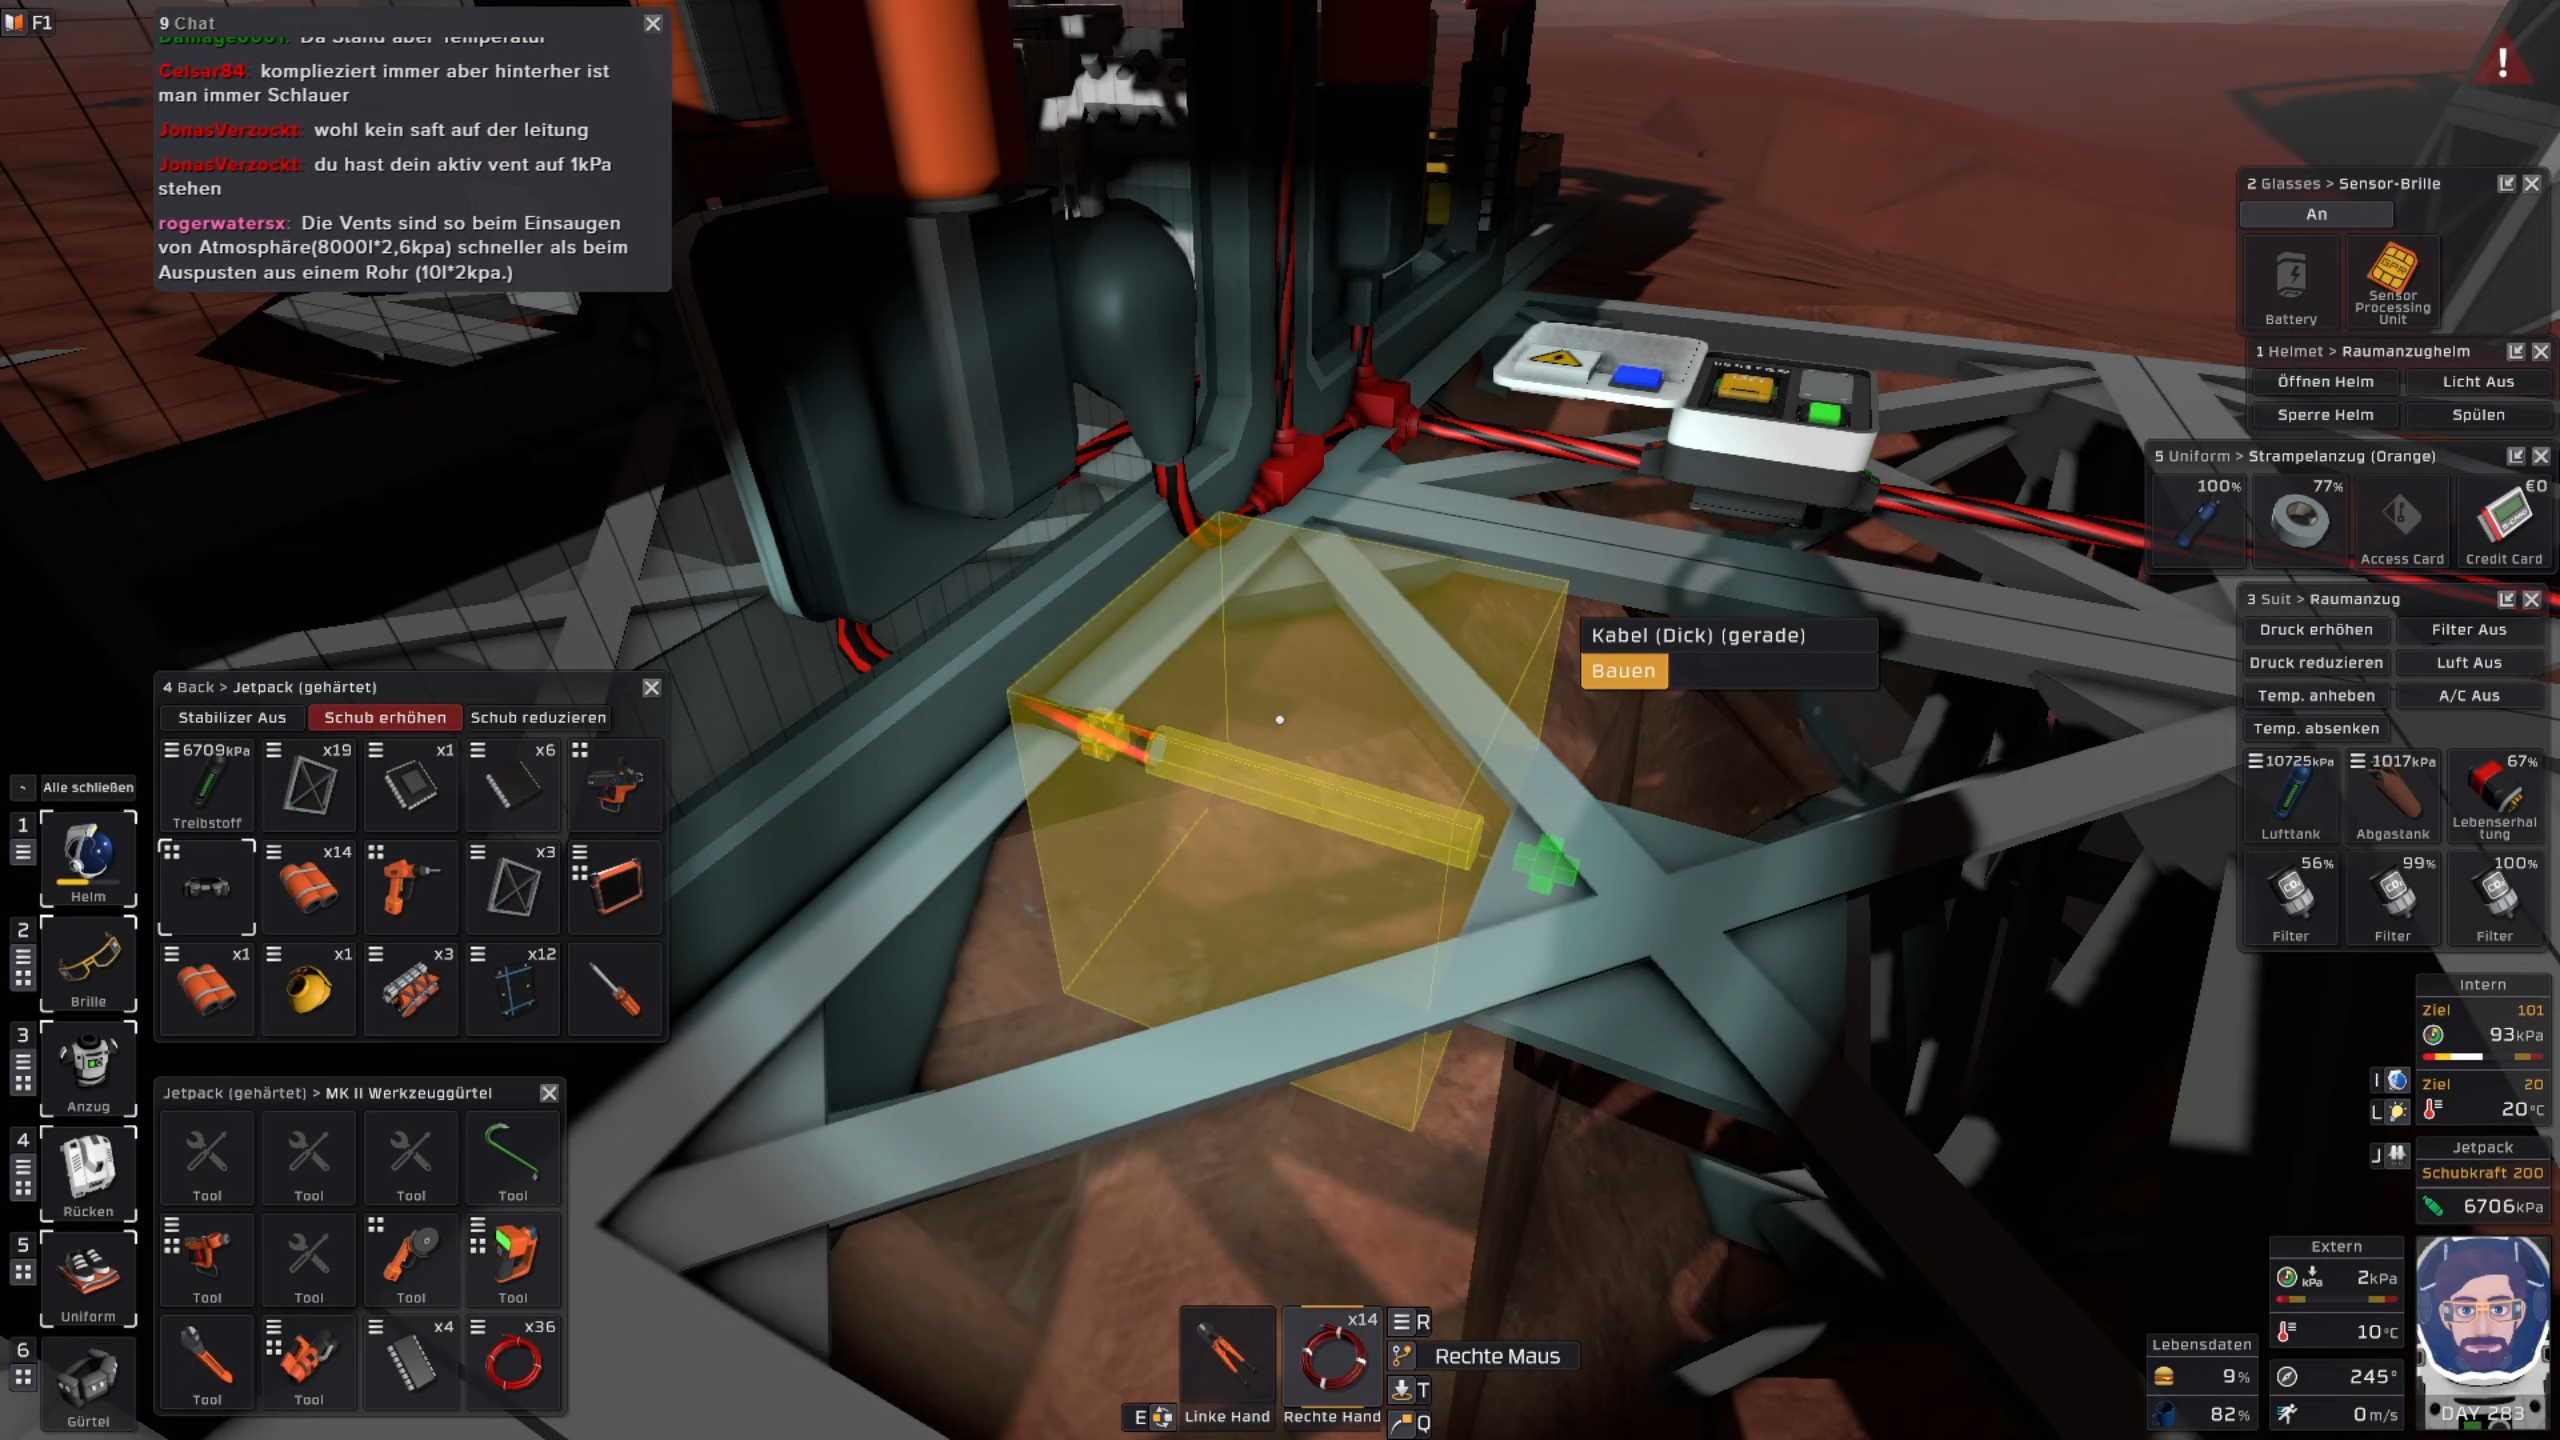 F1
9 Chat
Damage0001: Da Stand aber Temperatur
Celsar84: komplieziert immer aber hinterher ist
man immer Schlauer
JonasVerzockt: wohl kein saft auf der leitung
JonasVerzockt: du hast dein aktiv vent auf 1kPa
stehen
rogerwatersx: Die Vents sind so beim Einsaugen
von Atmosphäre(8000l*2,6kpa) schneller als beim
Auspusten aus einem Rohr (10l*2kpa.)
2 Glasses > Sensor-Brille
An
Battery
Sensor
Processing
Unit
1 Helmet > Raumanzughelm
Öffnen Helm
Licht Aus
Sperre Helm
Spülen
5 Uniform > Strampelanzug (Orange)
100%
77%
€0
Access Card
Credit Card
3 Suit > Raumanzug
Druck erhöhen
Filter Aus
Druck reduzieren
Luft Aus
Temp. anheben
A/C Aus
Temp. absenken
10725kPa
1017kPa
67%
Lufttank
Abgastank
Lebenserhal
tung
56%
99%
100%
Filter
Filter
Filter
Kabel (Dick) (gerade)
Bauen
4 Back > Jetpack (gehärtet)
Stabilizer Aus
Schub erhöhen
Schub reduzieren
6709kPa
x19
x1
x6
Treibstoff
x14
x3
x1
x1
x3
x12
Alle schließen
1
Helm
2
Brille
3
Anzug
4
Rücken
5
Uniform
6
Gürtel
Jetpack (gehärtet) > MK II Werkzeuggürtel
Tool
Tool
Tool
Tool
Tool
Tool
Tool
Tool
x4
x36
Tool
Tool
Intern
Ziel 101
93kPa
Ziel 20
20°C
I
L
J
Jetpack
Schubkraft 200
6706kPa
Extern
kPa
2kPa
10°C
Lebensdaten
9%
245°
82%
0m/s
DAY 283
x14
R
Rechte Maus
T
E
Linke Hand
Rechte Hand
Q